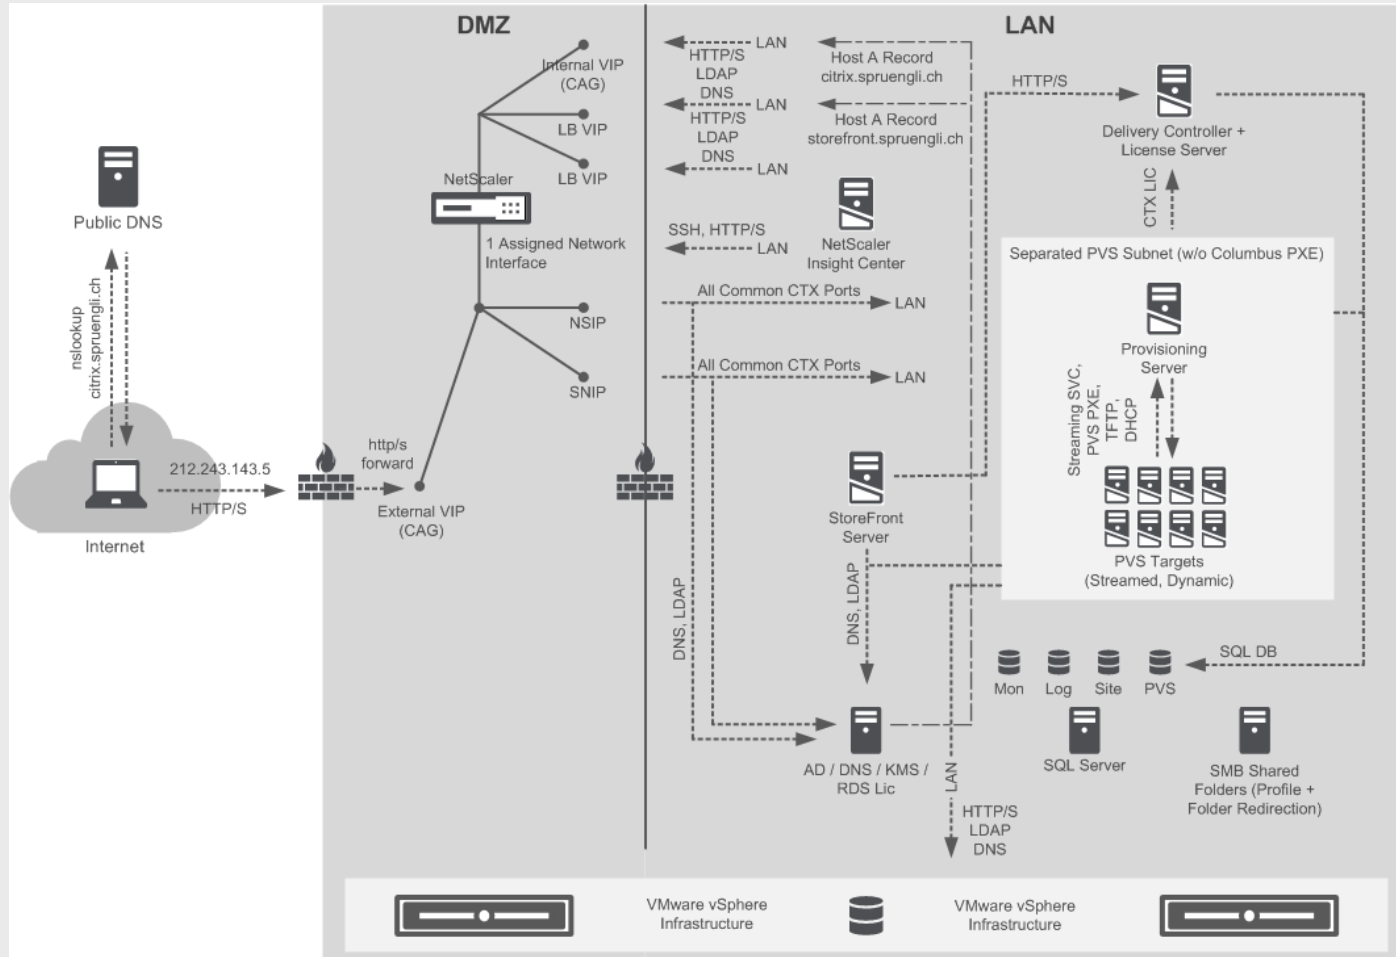 DMZ
LAN
Internal VIP
(CAG)
LB VIP
LB VIP
NetScaler
1 Assigned Network
Interface
NSIP
SNIP
Public DNS
nslookup
citrix.spruengli.ch
212.243.143.5
HTTP/S
Internet
http/s
forward
External VIP
(CAG)
LAN
HTTP/S
LDAP
DNS
LAN
HTTP/S
LDAP
DNS
LAN
SSH, HTTP/S
LAN
Host A Record
citrix.spruengli.ch
Host A Record
storefront.spruengli.ch
NetScaler
Insight Center
All Common CTX Ports
LAN
All Common CTX Ports
LAN
HTTP/S
Delivery Controller +
License Server
CTX LIC
Separated PVS Subnet (w/o Columbus PXE)
Provisioning
Server
Streaming SVC,
PVS PXE,
TFTP,
DHCP
PVS Targets
(Streamed, Dynamic)
StoreFront
Server
DNS, LDAP
DNS, LDAP
AD / DNS / KMS /
RDS Lic
LAN
HTTP/S
LDAP
DNS
SQL DB
Mon
Log
Site
PVS
SQL Server
SMB Shared
Folders (Profile +
Folder Redirection)
VMware vSphere
Infrastructure
VMware vSphere
Infrastructure